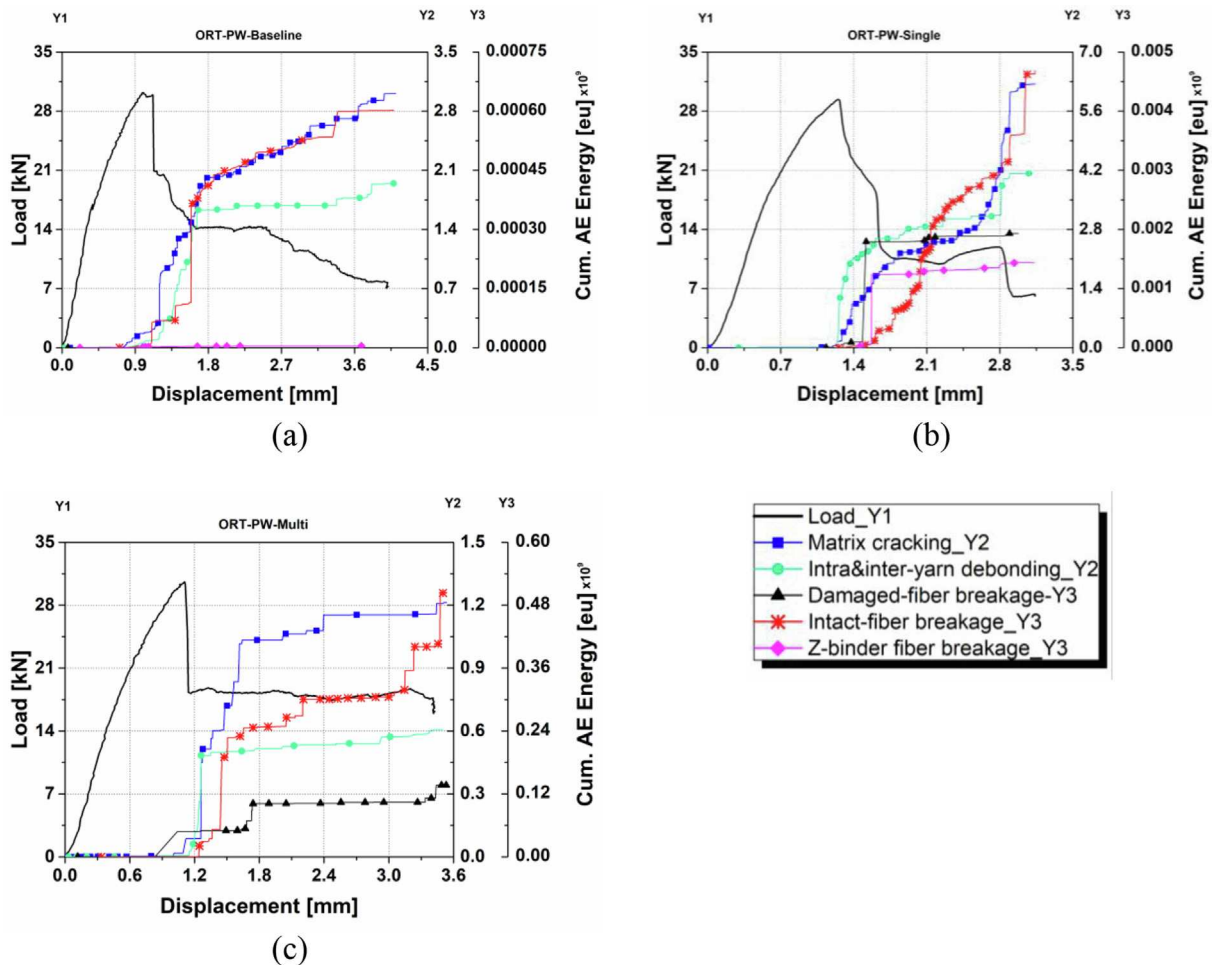 Y1 Y2 Y3
ORT-PW-Baseline
35 3.5 0.00075
28 2.8 0.00060
21 2.1 0.00045
14 1.4 0.00030
7 0.7 0.00015
0 0.0 0.00000
Load [kN]
Cum. AE Energy [eu] x10⁹
0.0 0.9 1.8 2.7 3.6 4.5
Displacement [mm]
(a)
Y1 Y2 Y3
ORT-PW-Single
35 7.0 0.005
28 5.6 0.004
21 4.2 0.003
14 2.8 0.002
7 1.4 0.001
0 0.0 0.000
Load [kN]
Cum. AE Energy [eu] x10⁹
0.0 0.7 1.4 2.1 2.8 3.5
Displacement [mm]
(b)
Y1 Y2 Y3
ORT-PW-Multi
35 1.5 0.60
28 1.2 0.48
21 0.9 0.36
14 0.6 0.24
7 0.3 0.12
0 0.0 0.00
Load [kN]
Cum. AE Energy [eu] x10⁹
0.0 0.6 1.2 1.8 2.4 3.0 3.6
Displacement [mm]
(c)
Load_Y1
Matrix cracking_Y2
Intra&inter-yarn debonding_Y2
Damaged-fiber breakage-Y3
Intact-fiber breakage_Y3
Z-binder fiber breakage_Y3